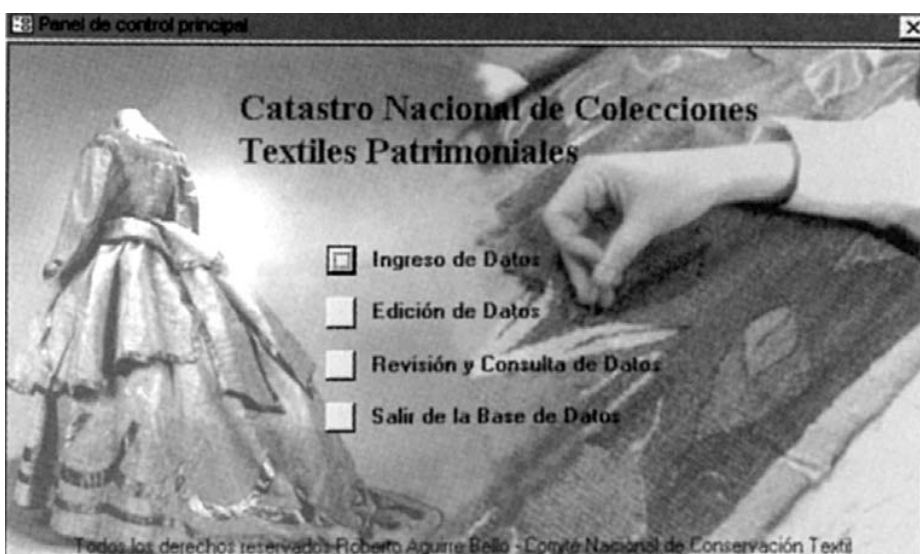 Panel de control principal
Catastro Nacional de Colecciones
Textiles Patrimoniales
Ingreso de Datos
Edición de Datos
Revisión y Consulta de Datos
Salir de la Base de Datos
Todos los derechos reservados Roberto Aguirre Bello - Comité Nacional de Conservación Textil